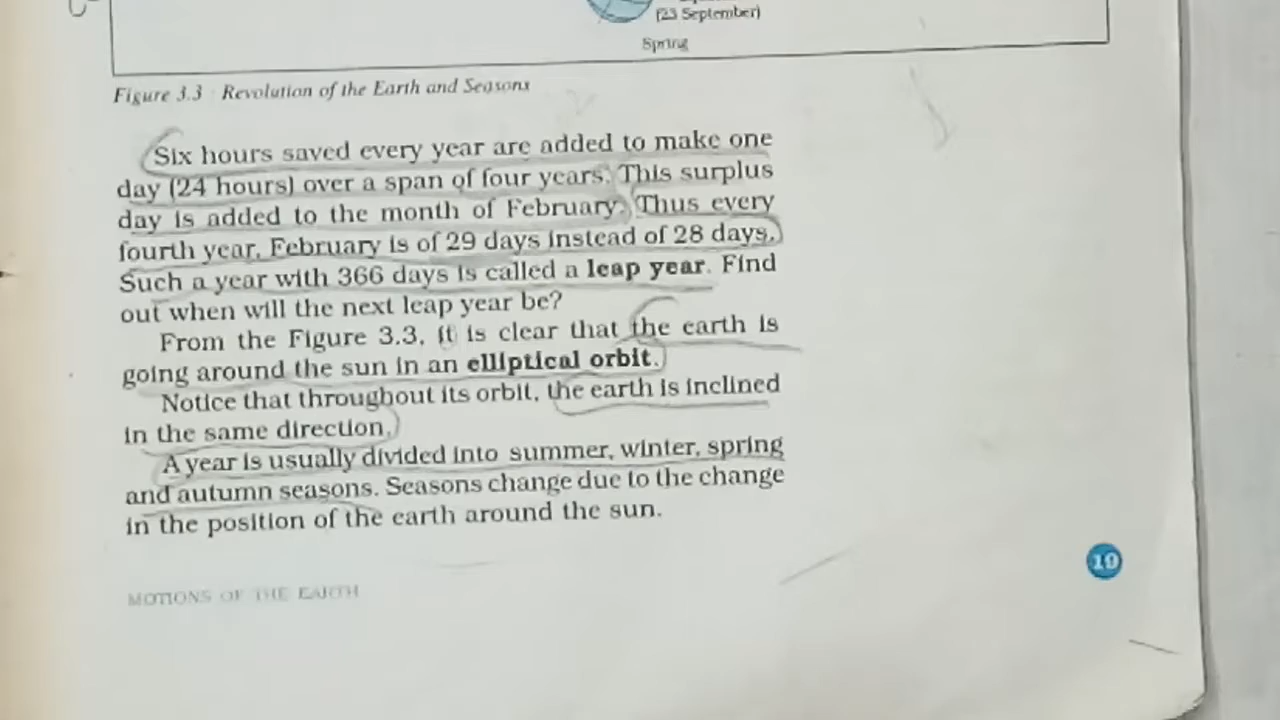 (23 September)
Spring
Figure 3.3 : Revolution of the Earth and Seasons
Six hours saved every year are added to make one
day (24 hours) over a span of four years. This surplus
day is added to the month of February. Thus every
fourth year, February is of 29 days instead of 28 days.
Such a year with 366 days is called a leap year. Find
out when will the next leap year be?
From the Figure 3.3, it is clear that the earth is
going around the sun in an elliptical orbit.
Notice that throughout its orbit, the earth is inclined
in the same direction.
A year is usually divided into summer, winter, spring
and autumn seasons. Seasons change due to the change
in the position of the earth around the sun.
MOTIONS OF THE EARTH
19